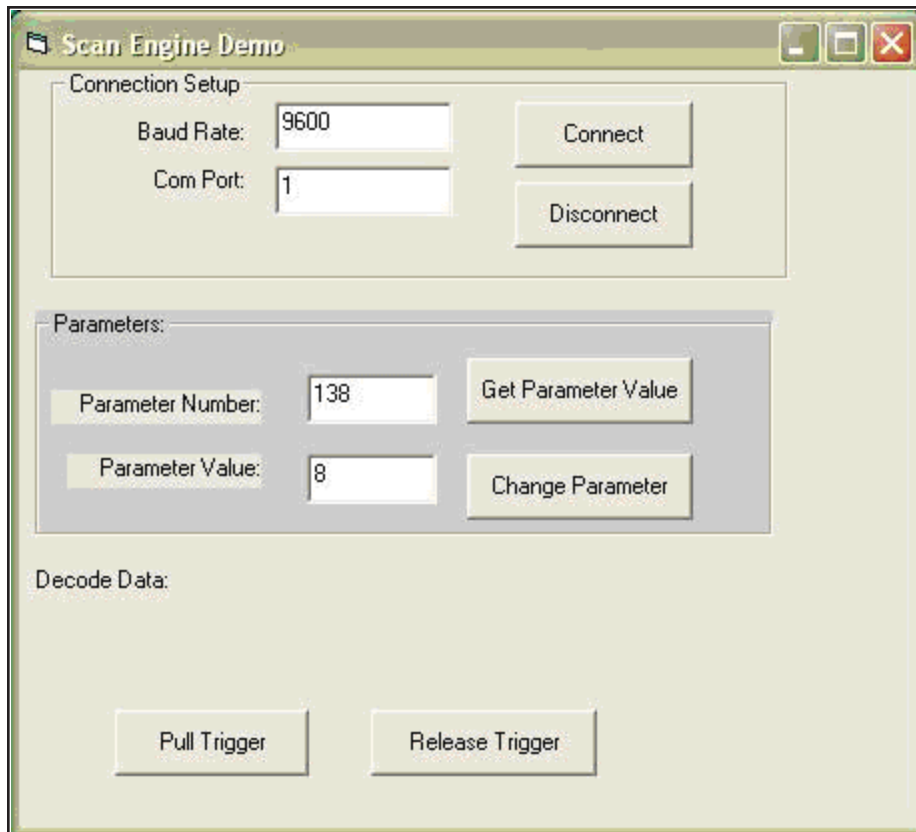 Scan Engine Demo
Connection Setup
Baud Rate: 9600 Connect
Com Port: 1
Disconnect
Parameters:
Parameter Number: 138 Get Parameter Value
Parameter Value: 8 Change Parameter
Decode Data:
Pull Trigger Release Trigger